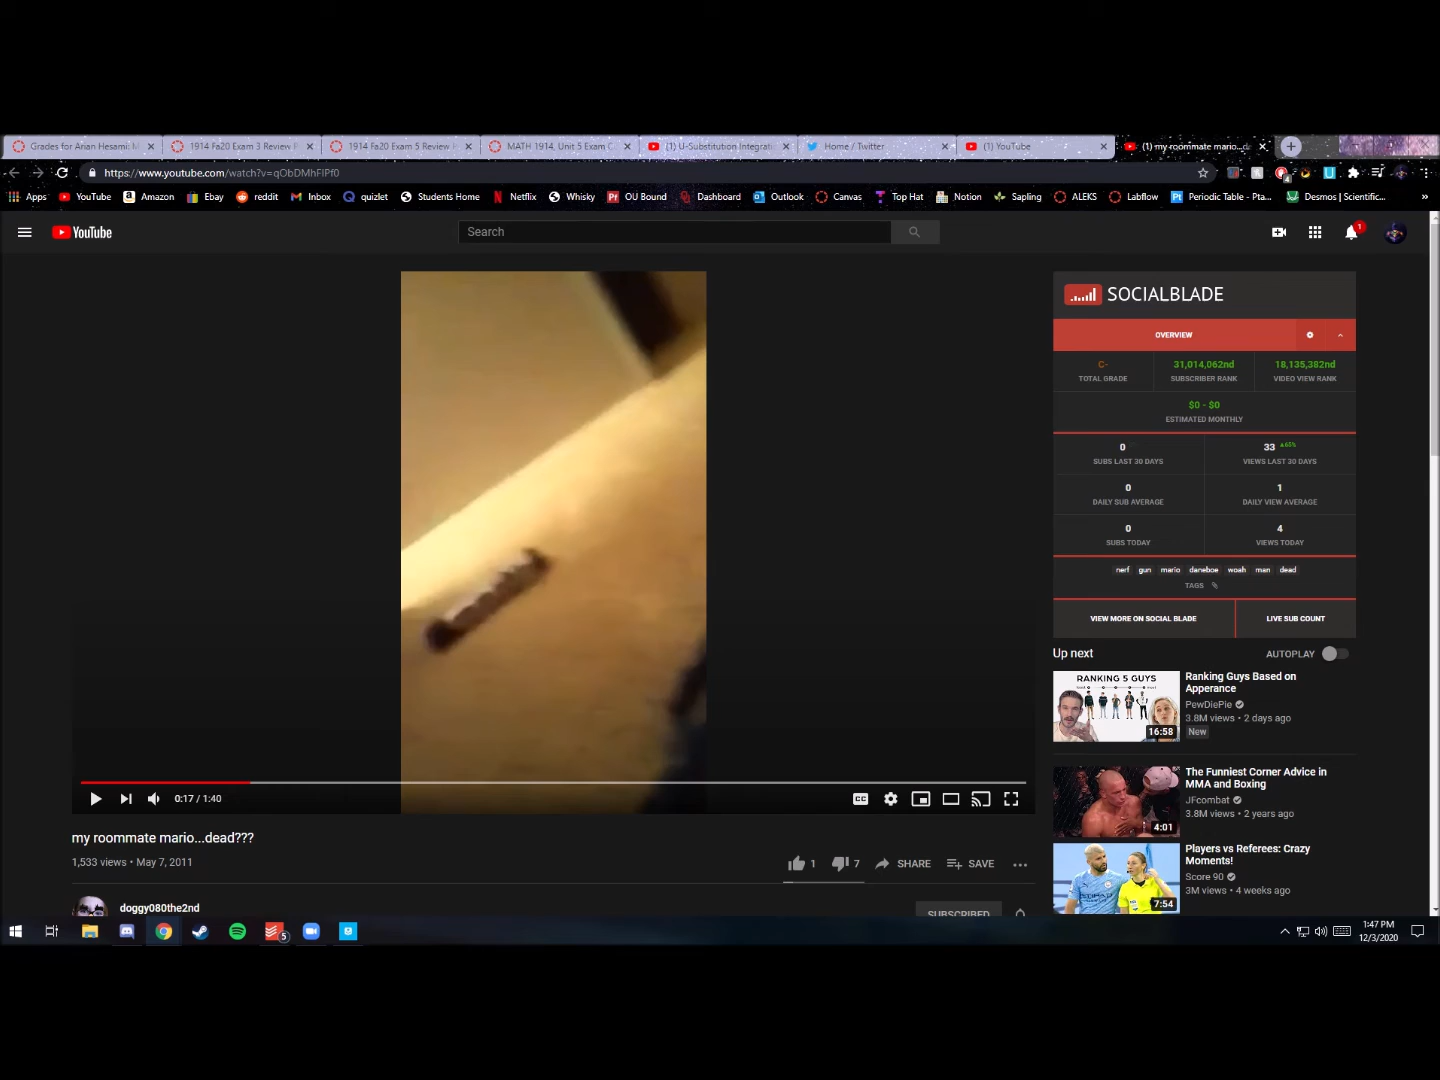 Grades for Arian Hesami: M
1914 Fa20 Exam 3 Review P
1914 Fa20 Exam 5 Review P
MATH 1914, Unit 5 Exam C
(1) U-Substitution Integrati
Home / Twitter
(1) YouTube
(1) my roommate mario...de
https://www.youtube.com/watch?v=qObDMhFIPf0
Apps YouTube Amazon Ebay reddit Inbox quizlet Students Home Netflix Whisky OU Bound Dashboard Outlook Canvas Top Hat Notion Sapling ALEKS Labflow Periodic Table - Pta... Desmos | Scientific... »
YouTube
Search
1
SOCIALBLADE
OVERVIEW
C- 31,014,062nd 18,135,382nd
TOTAL GRADE SUBSCRIBER RANK VIDEO VIEW RANK
$0 - $0
ESTIMATED MONTHLY
0 33 ▲65%
SUBS LAST 30 DAYS VIEWS LAST 30 DAYS
0 1
DAILY SUB AVERAGE DAILY VIEW AVERAGE
0 4
SUBS TODAY VIEWS TODAY
nerf gun mario daneboe woah man dead
TAGS
VIEW MORE ON SOCIAL BLADE LIVE SUB COUNT
Up next AUTOPLAY
RANKING 5 GUYS
16:58
Ranking Guys Based on
Apperance
PewDiePie
3.8M views • 2 days ago
New
The Funniest Corner Advice in
MMA and Boxing
JFcombat
3.8M views • 2 years ago
4:01
Players vs Referees: Crazy
Moments!
Score 90
3M views • 4 weeks ago
7:54
0:17 / 1:40
CC
my roommate mario...dead???
1,533 views • May 7, 2011
1 7 SHARE SAVE
doggy080the2nd
SUBSCRIBED
5
1:47 PM
12/3/2020